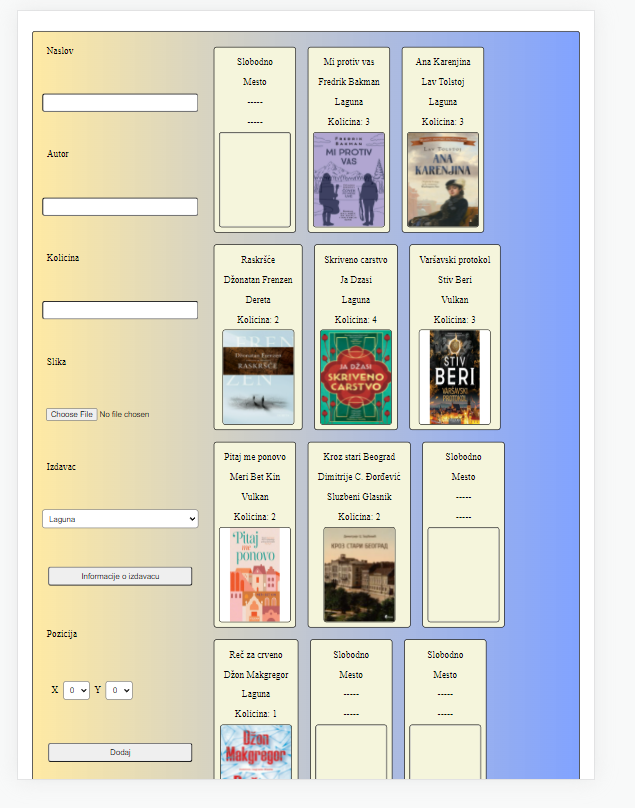 Naslov
Autor
Kolicina
Slika
Choose File No file chosen
Izdavac
Laguna
Informacije o izdavacu
Pozicija
X 0 Y 0
Dodaj
Slobodno
Mesto
-----
-----
Mi protiv vas
Fredrik Bakman
Laguna
Kolicina: 3
FREDRIK
BAKMAN
MI PROTIV
VAS
Ana Karenjina
Lav Tolstoj
Laguna
Kolicina: 3
LAV TOLSTOJ
ANA
KARENJINA
Raskršće
Džonatan Frenzen
Dereta
Kolicina: 2
Džonatan Frenzen
RASKRŠĆE
ZEN
Skriveno carstvo
Ja Dzasi
Laguna
Kolicina: 4
JA DŽASI
SKRIVENO
CARSTVO
Varšavski protokol
Stiv Beri
Vulkan
Kolicina: 3
STIV
BERI
VARŠAVSKI
PROTOKOL
Pitaj me ponovo
Meri Bet Kin
Vulkan
Kolicina: 2
'Pitaj
me
ponovo
Kroz stari Beograd
Dimitrije C. Đorđević
Sluzbeni Glasnik
Kolicina: 2
КРОЗ СТАРИ БЕОГРАД
Slobodno
Mesto
-----
-----
Reč za crveno
Džon Makgregor
Laguna
Kolicina: 1
Džon
Makgregor
Slobodno
Mesto
-----
-----
Slobodno
Mesto
-----
-----